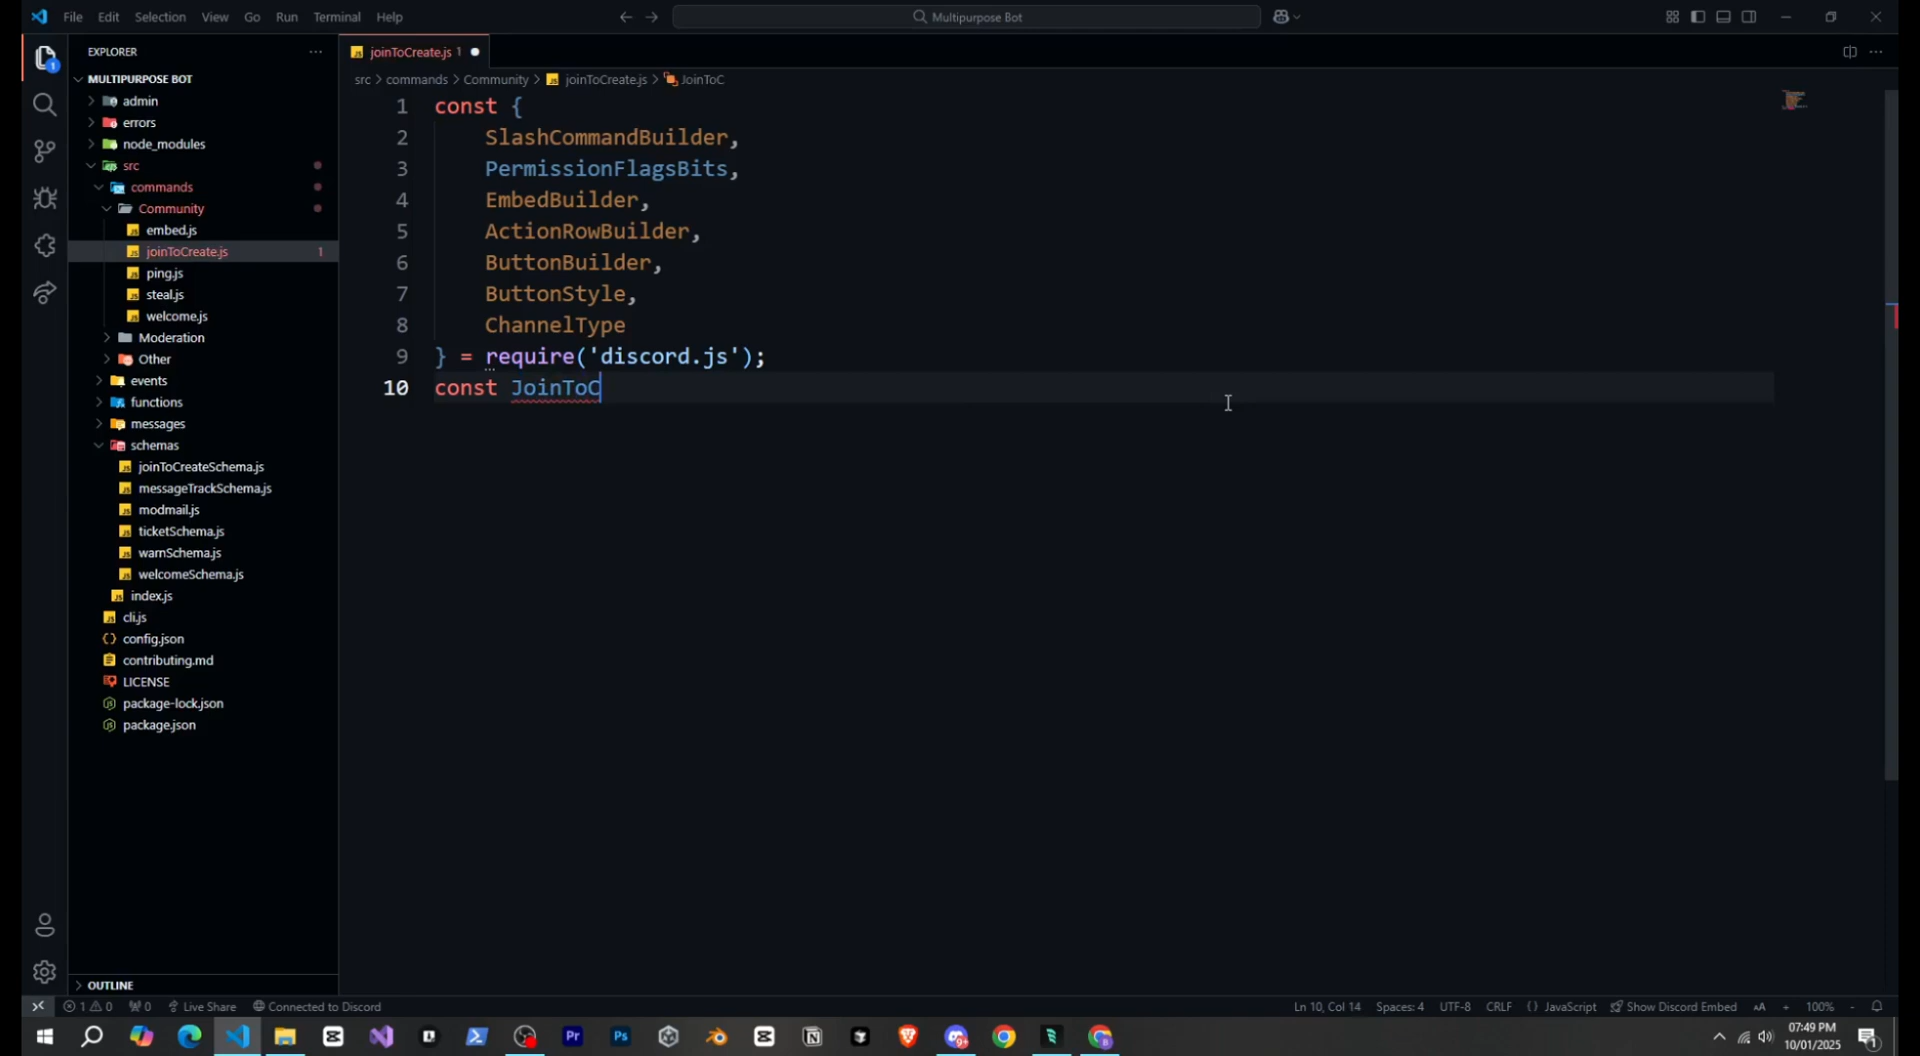 File Edit Selection View Go Run Terminal Help
Multipurpose Bot
EXPLORER
MULTIPURPOSE BOT
admin
errors
node_modules
src
commands
Community
embed.js
joinToCreate.js 1
ping.js
steal.js
welcome.js
Moderation
Other
events
functions
messages
schemas
joinToCreateSchema.js
messageTrackSchema.js
modmail.js
ticketSchema.js
warnSchema.js
welcomeSchema.js
index.js
cli.js
config.json
contributing.md
LICENSE
package-lock.json
package.json
OUTLINE
joinToCreate.js 1
src > commands > Community > joinToCreate.js > JoinToC
1 const {
2 SlashCommandBuilder,
3 PermissionFlagsBits,
4 EmbedBuilder,
5 ActionRowBuilder,
6 ButtonBuilder,
7 ButtonStyle,
8 ChannelType
9 } = require('discord.js');
10 const JoinToC
1 0 0 Live Share Connected to Discord
Ln 10, Col 14 Spaces: 4 UTF-8 CRLF JavaScript Show Discord Embed AA + 100% -
07:49 PM
10/01/2025